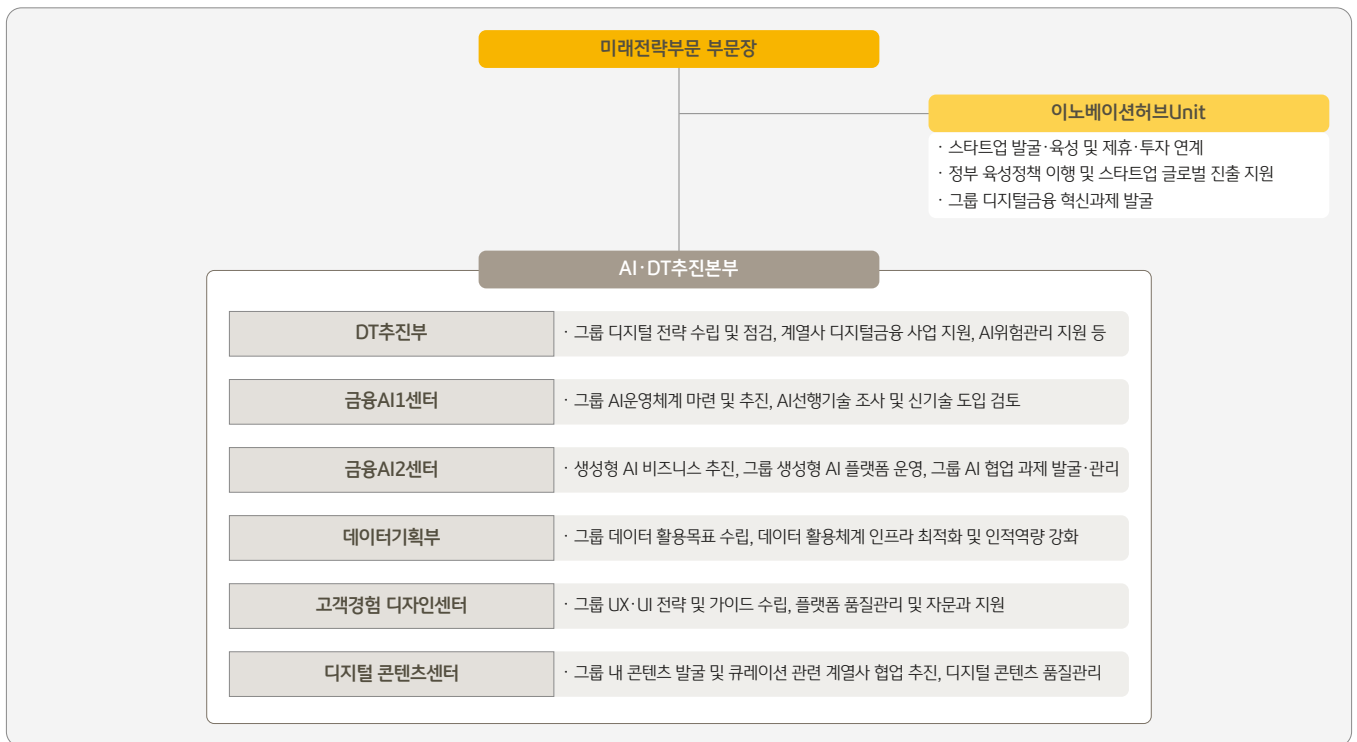 미래전략부문 부문장
이노베이션허브Unit
· 스타트업 발굴·육성 및 제휴·투자 연계
· 정부 육성정책 이행 및 스타트업 글로벌 진출 지원
· 그룹 디지털금융 혁신과제 발굴
AI·DT추진본부
DT추진부
· 그룹 디지털 전략 수립 및 점검, 계열사 디지털금융 사업 지원, AI위험관리 지원 등
금융AI1센터
· 그룹 AI운영체계 마련 및 추진, AI선행기술 조사 및 신기술 도입 검토
금융AI2센터
· 생성형 AI 비즈니스 추진, 그룹 생성형 AI 플랫폼 운영, 그룹 AI 협업 과제 발굴·관리
데이터기획부
· 그룹 데이터 활용목표 수립, 데이터 활용체계 인프라 최적화 및 인적역량 강화
고객경험 디자인센터
· 그룹 UX·UI 전략 및 가이드 수립, 플랫폼 품질관리 및 자문과 지원
디지털 콘텐츠센터
· 그룹 내 콘텐츠 발굴 및 큐레이션 관련 계열사 협업 추진, 디지털 콘텐츠 품질관리